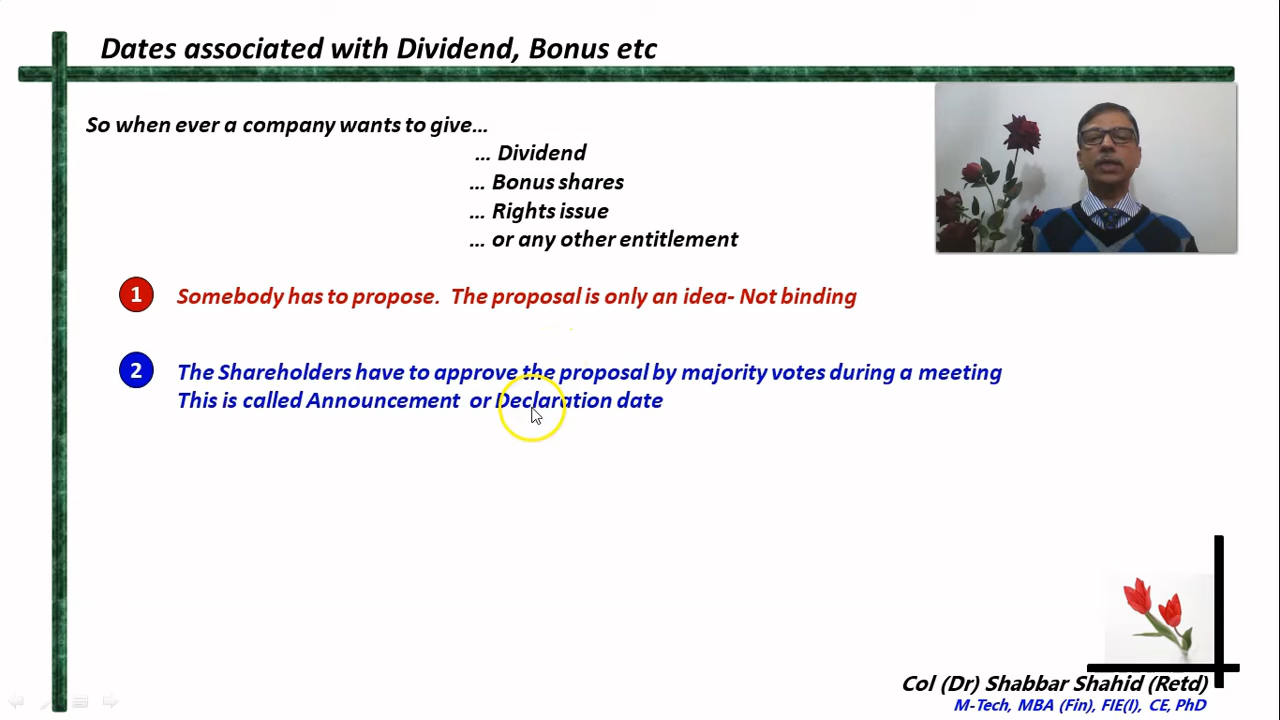 Dates associated with Dividend, Bonus etc
So when ever a company wants to give...
... Dividend
... Bonus shares
... Rights issue
... or any other entitlement
1 Somebody has to propose. The proposal is only an idea- Not binding
2 The Shareholders have to approve the proposal by majority votes during a meeting
This is called Announcement or Declaration date
Col (Dr) Shabbar Shahid (Retd)
M-Tech, MBA (Fin), FIE(I), CE, PhD